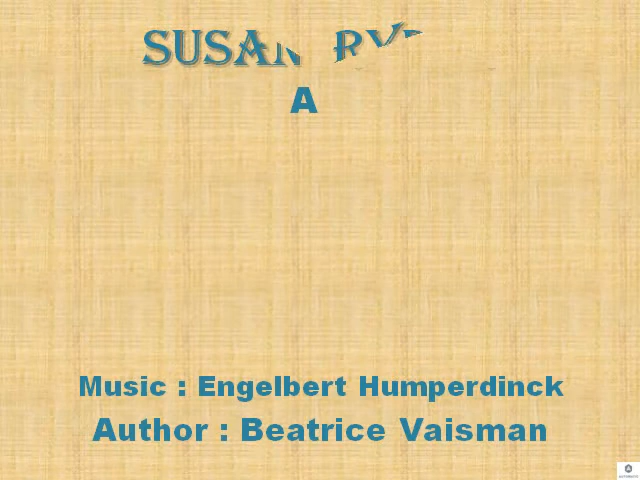 SUSAN
A
Music : Engelbert Humperdinck
Author : Beatrice Vaisman